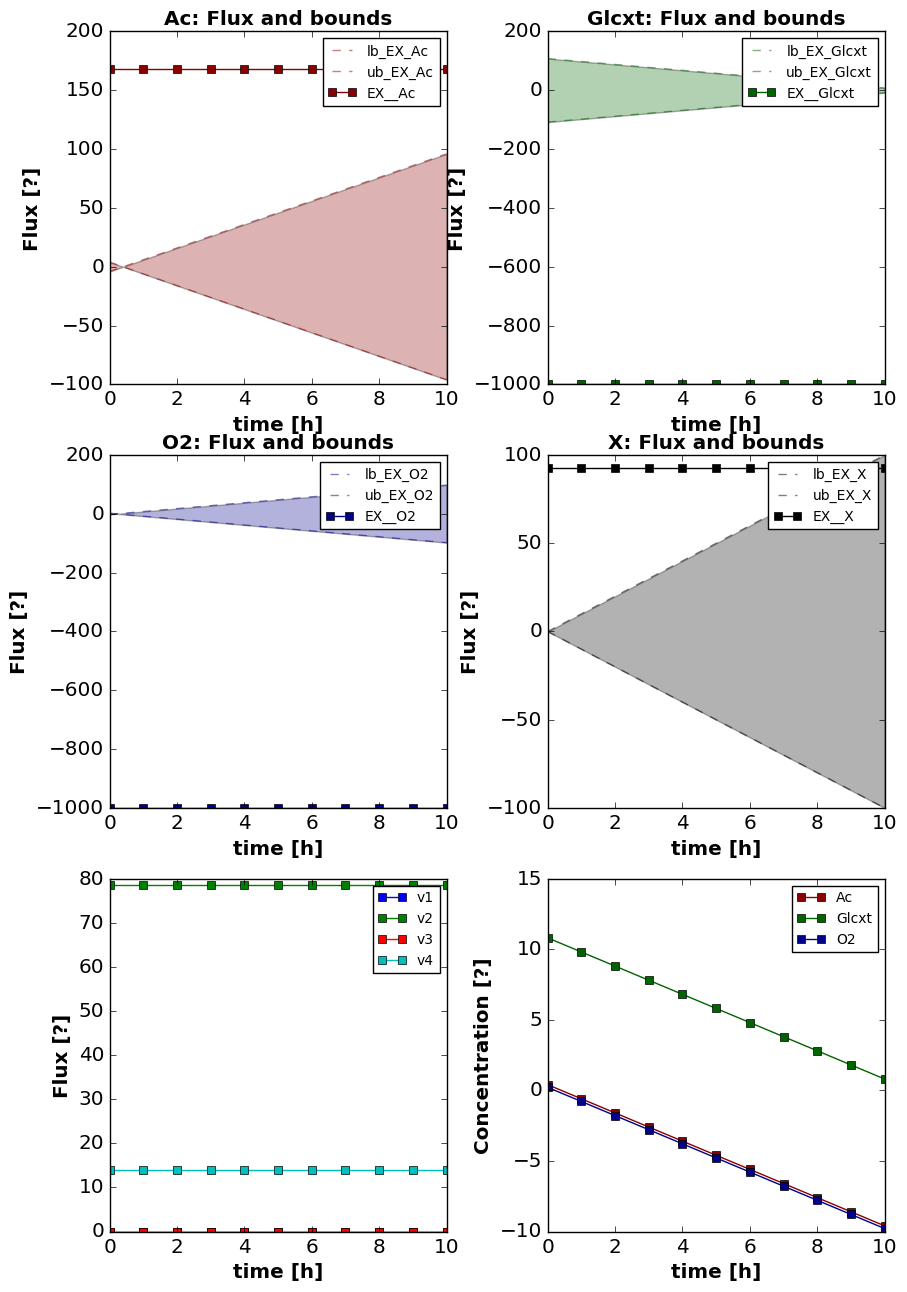 Ac: Flux and bounds
200
150
100
50
0
−50
−100
Flux [?]
lb_EX_Ac
ub_EX_Ac
EX__Ac
0 2 4 6 8 10
time [h]
Glcxt: Flux and bounds
200
0
−200
−400
−600
−800
−1000
Flux [?]
lb_EX_Glcxt
ub_EX_Glcxt
EX__Glcxt
0 2 4 6 8 10
time [h]
O2: Flux and bounds
200
0
−200
−400
−600
−800
−1000
Flux [?]
lb_EX_O2
ub_EX_O2
EX__O2
0 2 4 6 8 10
time [h]
X: Flux and bounds
100
50
0
−50
−100
Flux [?]
lb_EX_X
ub_EX_X
EX__X
0 2 4 6 8 10
time [h]
80
70
60
50
40
30
20
10
0
Flux [?]
v1
v2
v3
v4
0 2 4 6 8 10
time [h]
15
10
5
0
−5
−10
Concentration [?]
Ac
Glcxt
O2
0 2 4 6 8 10
time [h]